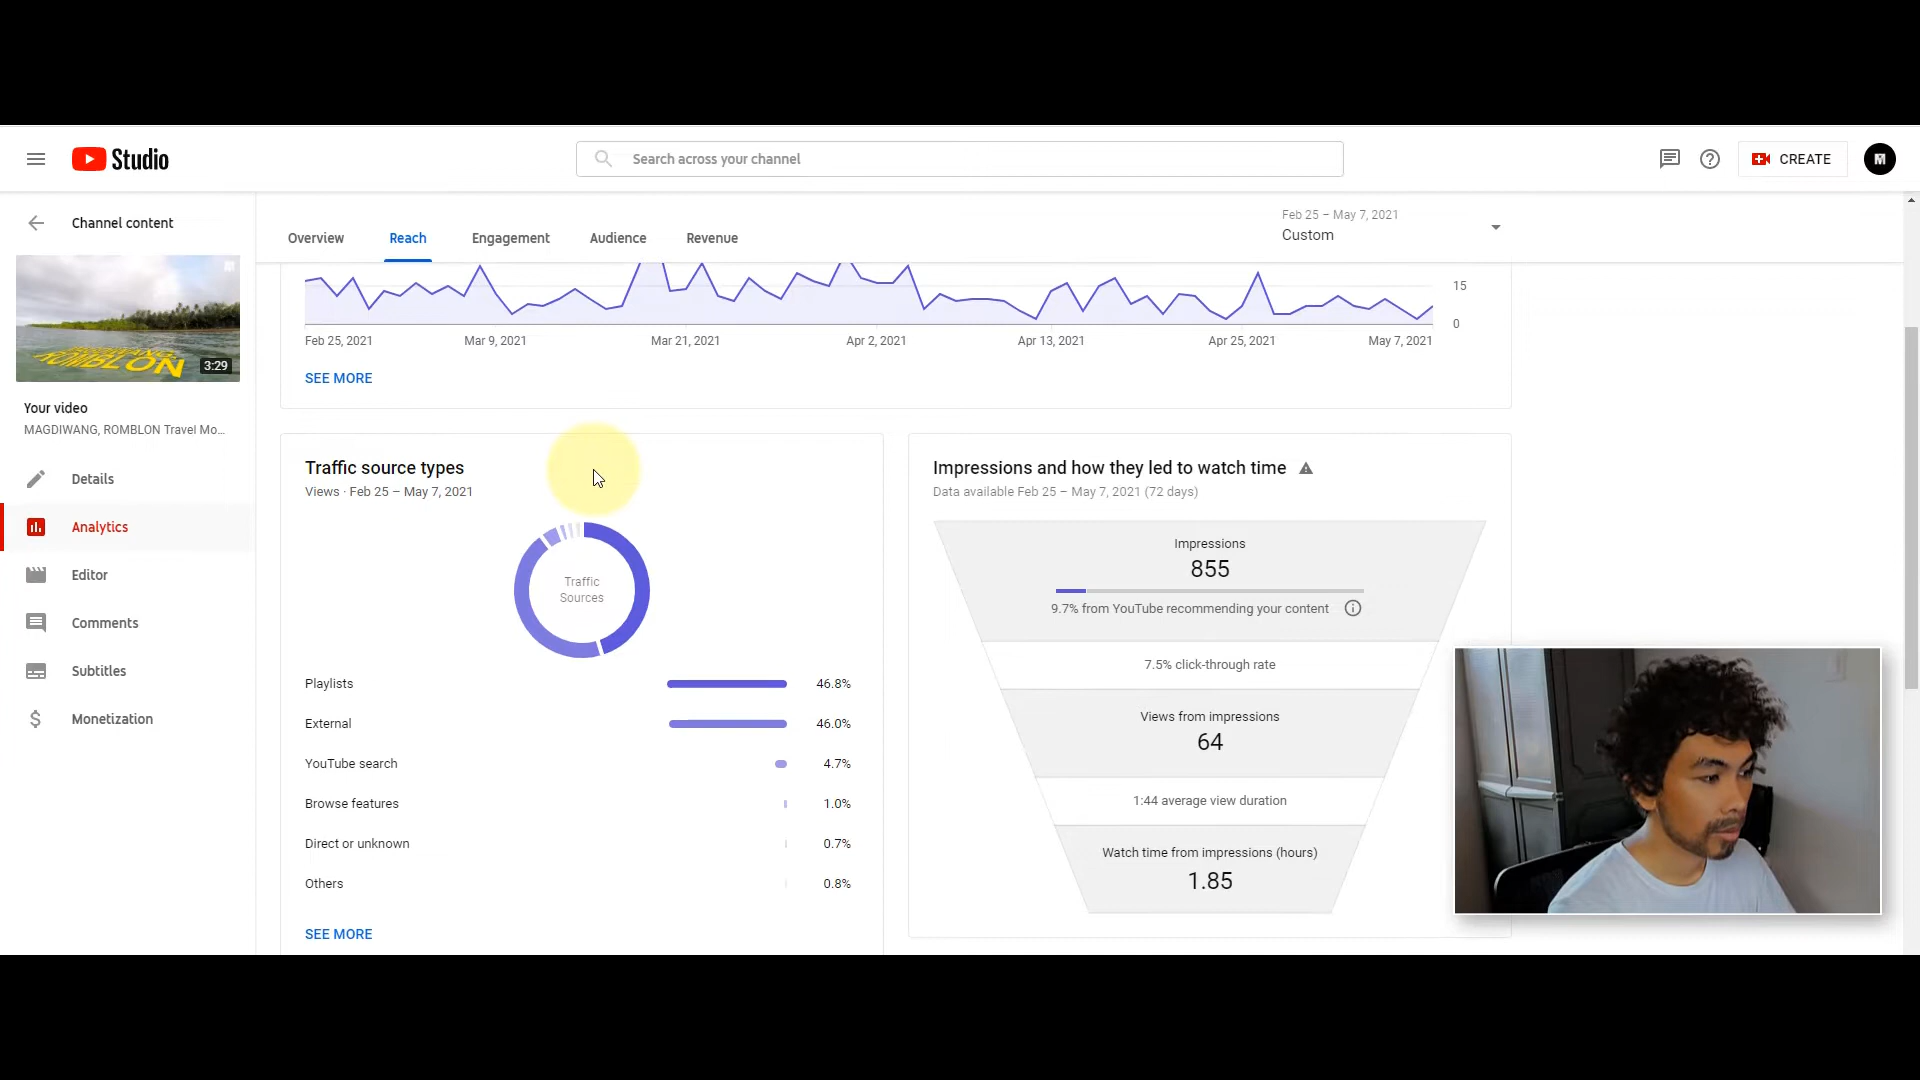 Studio
Search across your channel
CREATE
Channel content
3:29
Your video
MAGDIWANG, ROMBLON Travel Mo...
Details
Analytics
Editor
Comments
Subtitles
Monetization
Overview
Reach
Engagement
Audience
Revenue
Feb 25 – May 7, 2021
Custom
15
0
Feb 25, 2021
Mar 9, 2021
Mar 21, 2021
Apr 2, 2021
Apr 13, 2021
Apr 25, 2021
May 7, 2021
SEE MORE
Traffic source types
Views · Feb 25 – May 7, 2021
Traffic
Sources
Playlists 46.8%
External 46.0%
YouTube search 4.7%
Browse features 1.0%
Direct or unknown 0.7%
Others 0.8%
SEE MORE
Impressions and how they led to watch time
Data available Feb 25 – May 7, 2021 (72 days)
Impressions
855
9.7% from YouTube recommending your content
7.5% click-through rate
Views from impressions
64
1:44 average view duration
Watch time from impressions (hours)
1.85